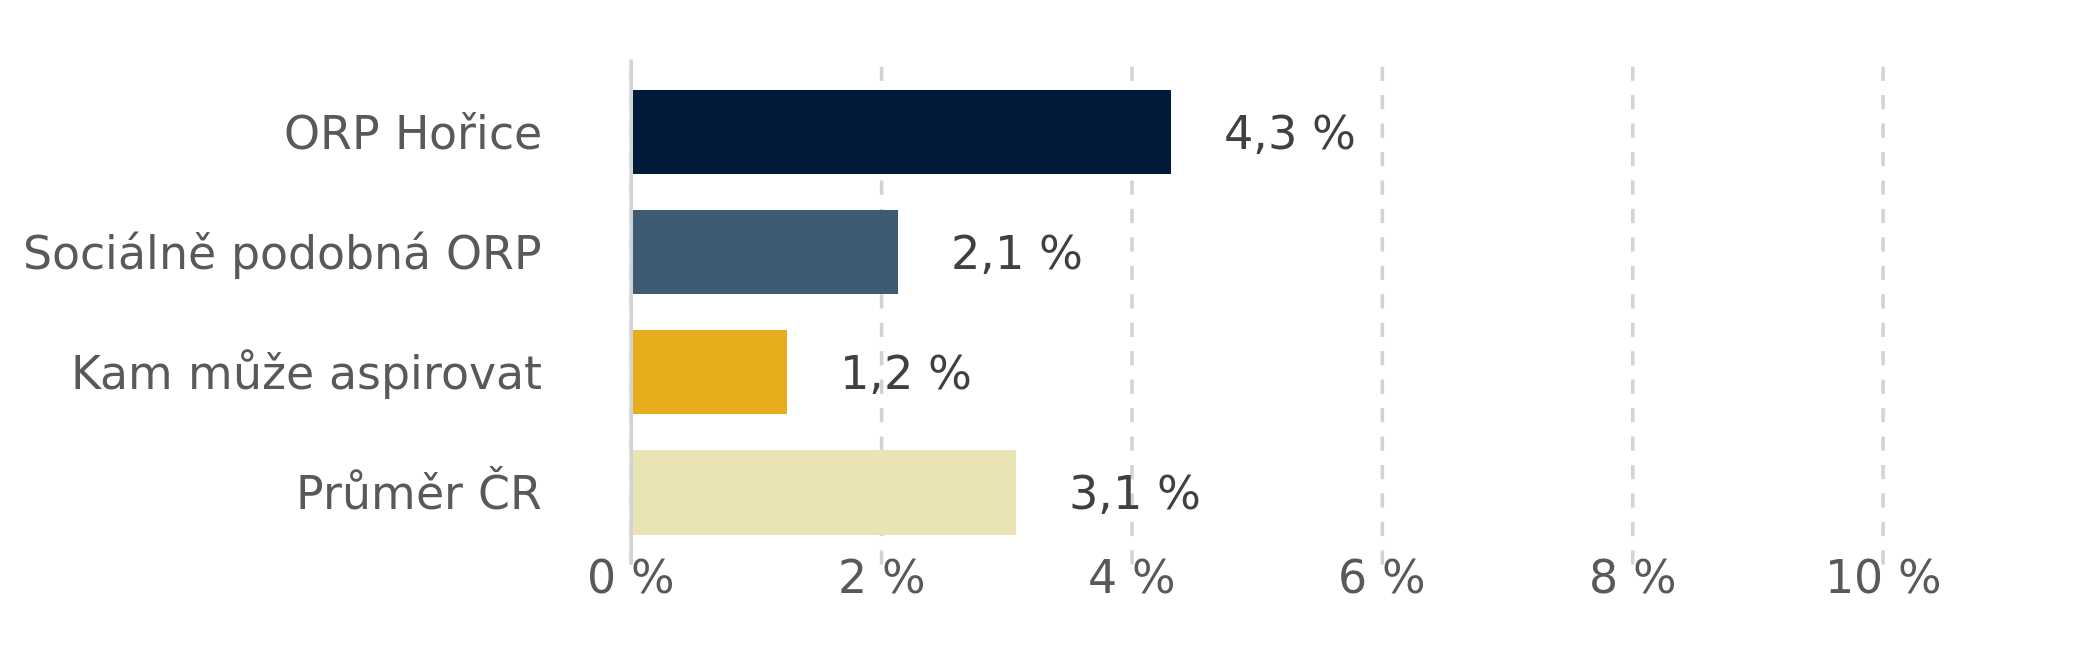 ORP Hořice 4,3 %
Sociálně podobná ORP 2,1 %
Kam může aspirovat 1,2 %
Průměr ČR 3,1 %
0 % 2 % 4 % 6 % 8 % 10 %